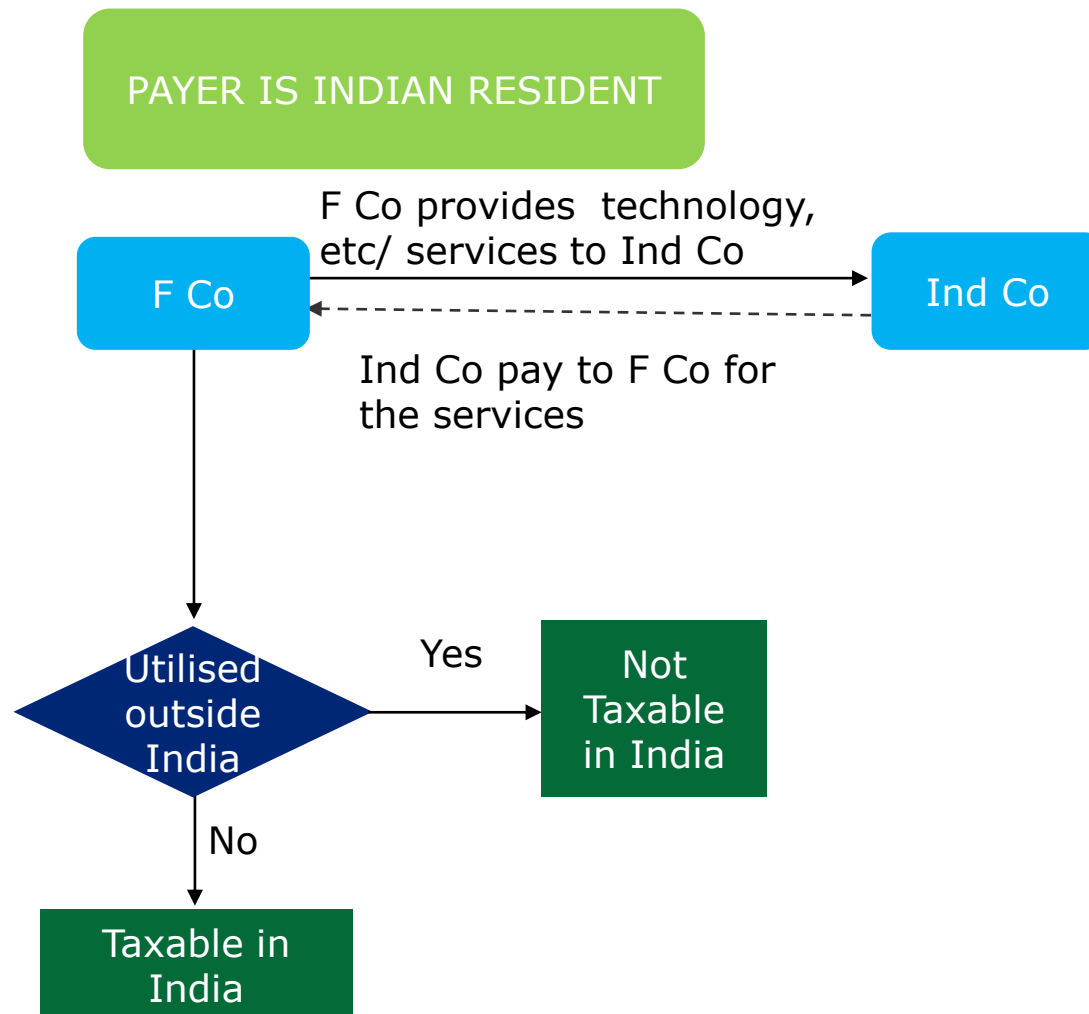 PAYER IS INDIAN RESIDENT
F Co provides technology,
etc/ services to Ind Co
F Co
Ind Co
Ind Co pay to F Co for
the services
Utilised
outside
India
Yes
Not
Taxable
in India
No
Taxable in
India